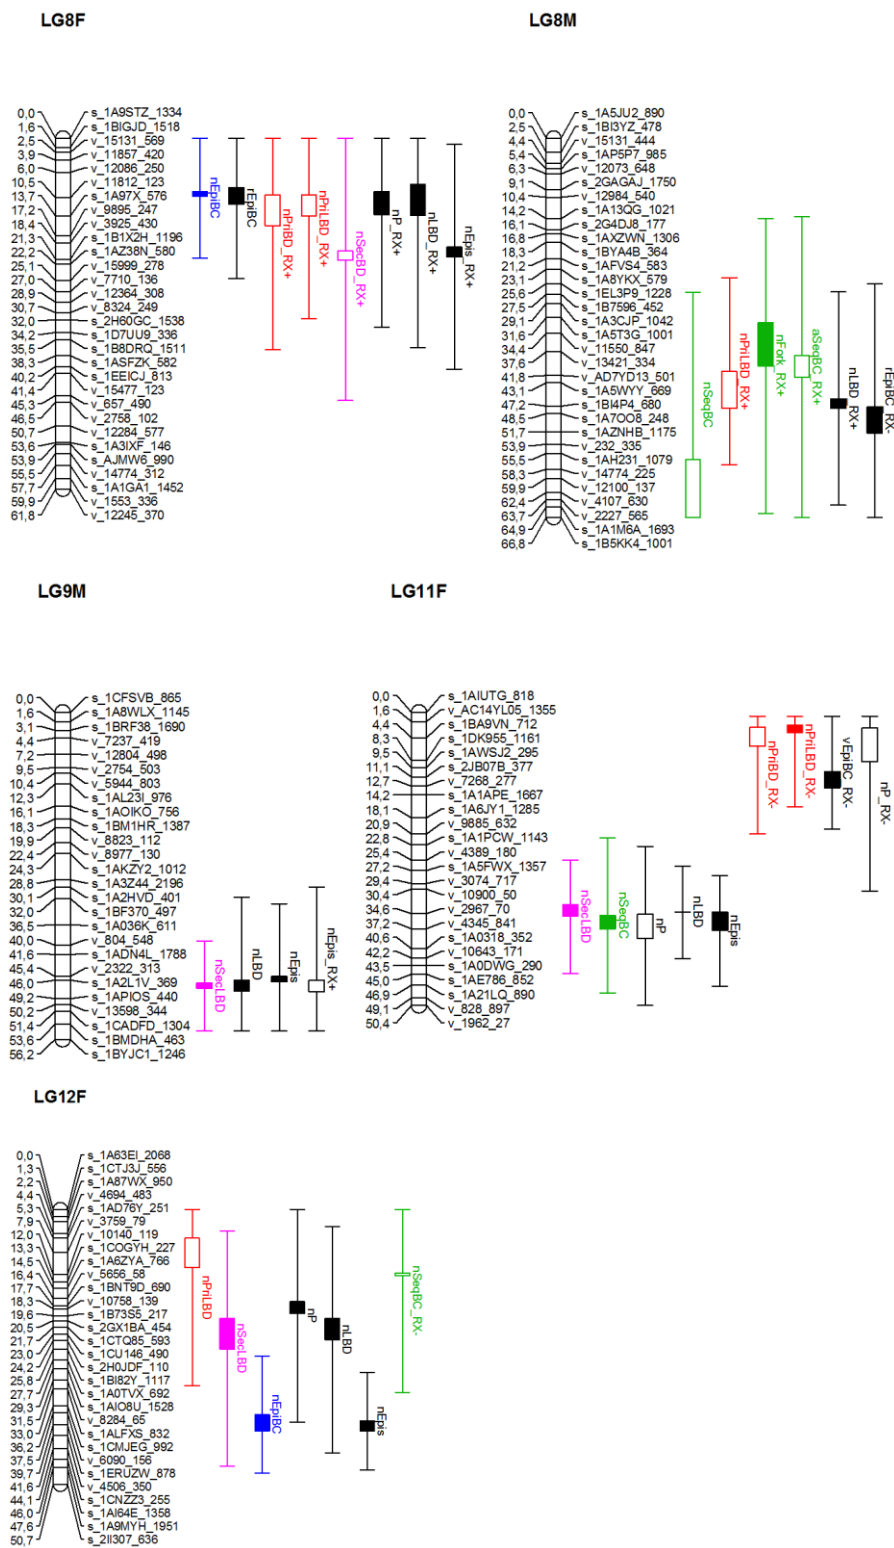 LG8F
0,0 s_1A9STZ_1334
1,6 s_1BIGJD_1518
2,5 v_15131_569
3,9 v_11857_420
6,0 v_12086_250
10,5 v_11812_123
13,7 s_1A97X_576
17,2 v_9895_247
18,4 v_3925_430
21,3 s_1B1X2H_1196
22,2 s_1AZ38N_580
25,1 v_15999_278
27,0 v_7710_136
28,9 v_12364_308
30,7 v_8324_249
32,0 s_2H60GC_1538
34,2 s_1D7UU9_336
35,5 s_1B8DRQ_1511
38,3 s_1ASFZK_582
40,2 s_1EEICJ_813
41,4 v_15477_123
45,3 v_657_490
46,5 v_2758_102
50,7 v_12284_577
53,6 s_1A3IXF_146
53,9 s_AJMW6_990
55,5 v_14774_312
57,7 s_1A1GA1_1452
59,9 v_1553_336
61,8 v_12245_370
nEpiBC
rEpiBC
nPriBD_RX+
nPriLBD_RX+
nSecBD_RX+
nP_RX+
nLBD_RX+
nEpis_RX+
LG8M
0,0 s_1A5JU2_890
2,5 s_1BI3YZ_478
4,4 v_15131_444
5,4 s_1AP5P7_985
6,3 v_12073_648
9,1 s_2GAGAJ_1750
10,4 v_12984_540
14,2 s_1A13QG_1021
16,1 s_2G4DJ8_177
16,8 s_1AXZWN_1306
18,3 s_1BYA4B_364
21,2 s_1AFVS4_583
23,1 s_1A8YKX_579
25,6 s_1EL3P9_1228
27,5 s_1B7596_452
29,1 s_1A3CJP_1042
31,6 s_1A5T3G_1001
34,4 v_11550_847
37,6 v_13421_334
41,8 v_AD7YD13_501
43,1 s_1A5WYY_669
47,2 s_1BI4P4_680
48,5 s_1A7OO8_248
51,7 s_1AZNHB_1175
53,9 v_232_335
55,5 s_1AH231_1079
58,3 v_14774_225
59,9 v_12100_137
62,4 v_4107_630
63,7 v_2227_565
64,9 s_1A1M6A_1693
66,8 s_1B5KK4_1001
nSeqBC
nPriLBD_RX+
nFork_RX+
aSeqBC_RX+
nLBD_RX+
rEpiBC_RX-
LG9M
0,0 s_1CFSVB_865
1,6 s_1A8WLX_1145
3,1 s_1BRF38_1690
4,4 v_7237_419
7,2 v_12804_498
9,5 v_2754_503
10,4 v_5944_803
12,3 s_1AL23I_976
16,1 s_1AOIKO_756
18,3 s_1BM1HR_1387
19,9 v_8823_112
22,4 v_8977_130
24,3 s_1AKZY2_1012
28,8 s_1A3Z44_2196
30,1 s_1A2HVD_401
32,0 s_1BF370_497
36,5 s_1A036K_611
40,0 v_804_548
41,6 s_1ADN4L_1788
45,4 v_2322_313
46,0 s_1A2L1V_369
49,2 s_1APIOS_440
50,2 v_13598_344
51,4 s_1CADFD_1304
53,6 s_1BMDHA_463
56,2 s_1BYJC1_1246
nSecLBD
nLBD
nEpis
nEpis_RX+
LG11F
0,0 s_1AIUTG_818
1,6 v_AC14YL05_1355
4,4 s_1BA9VN_712
8,3 s_1DK955_1161
9,5 s_1AWSJ2_295
11,1 s_2JB07B_377
12,7 v_7268_277
14,2 s_1A1APE_1667
18,1 s_1A6JY1_1285
20,9 v_9885_632
22,8 s_1A1PCW_1143
25,4 v_4389_180
27,2 s_1A5FWX_1357
29,4 v_3074_717
30,4 v_10900_50
34,6 v_2967_70
37,2 v_4345_841
40,6 s_1A0318_352
42,2 v_10643_171
43,5 s_1A0DWG_290
45,0 s_1AE786_852
46,9 s_1A21LQ_890
49,1 v_828_897
50,4 v_1962_27
nSecLBD
nSeqBC
nP
nLBD
nEpis
nPriBD_RX-
nPriLBD_RX-
vEpiBC_RX-
nP_RX-
LG12F
0,0 s_1A63EI_2068
1,3 s_1CTJ3J_556
2,2 s_1A87WX_950
4,4 v_4694_483
5,3 s_1AD76Y_251
7,9 v_3759_79
12,0 v_10140_119
13,3 s_1COGYH_227
14,5 s_1A6ZYA_766
16,4 v_5656_58
17,7 s_1BNT9D_690
18,3 v_10758_139
19,6 s_1B73S5_217
20,5 s_2GX1BA_454
21,7 s_1CTQ85_593
23,0 s_1CU146_490
24,2 s_2H0JDF_110
25,8 s_1BI82Y_1117
27,7 s_1A0TVX_692
29,3 s_1AIO8U_1528
31,5 v_8284_65
33,0 s_1ALFXS_832
36,2 s_1CMJEG_992
37,5 v_6090_156
39,7 s_1ERUZW_878
41,6 v_4506_350
44,1 s_1CNZZ3_255
46,0 s_1AI64E_1358
47,6 s_1A9MYH_1951
50,7 s_2II307_636
nPriLBD
nSecLBD
nEpiBC
nP
nLBD
nEpis
nSeqBC_RX-